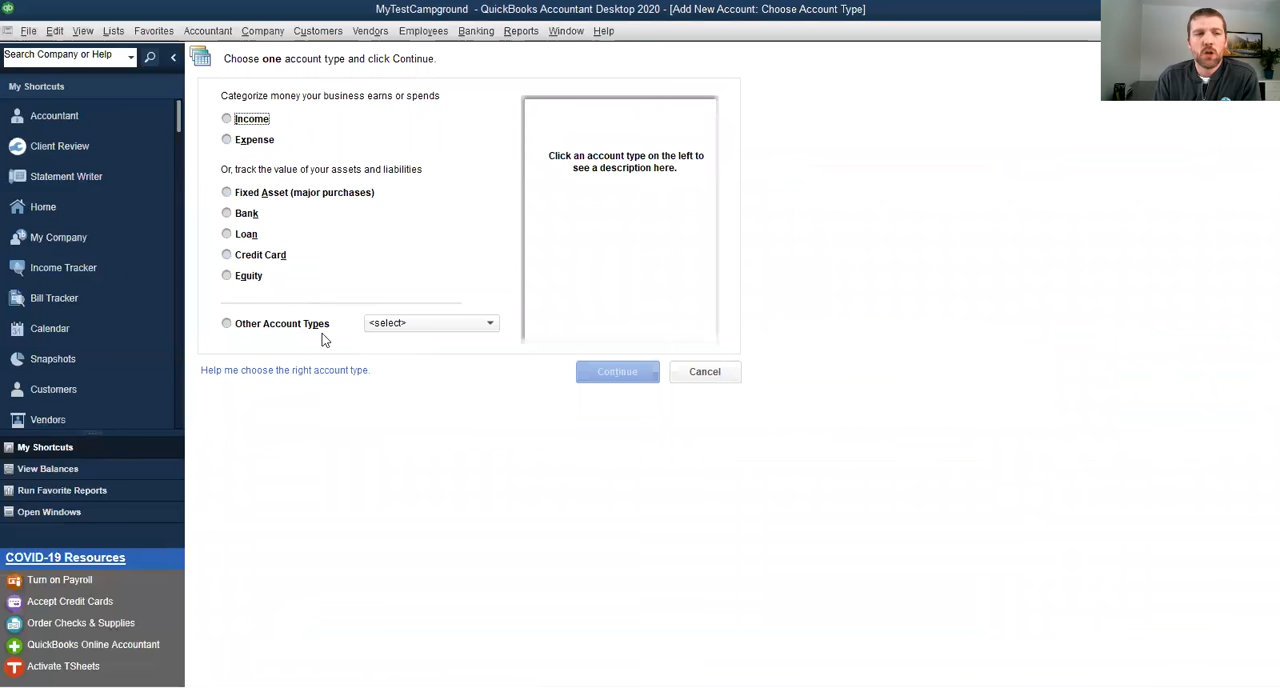 MyTestCampground - QuickBooks Accountant Desktop 2020 - [Add New Account: Choose Account Type]
File Edit View Lists Favorites Accountant Company Customers Vendors Employees Banking Reports Window Help
Search Company or Help
My Shortcuts
Accountant
Client Review
Statement Writer
Home
My Company
Income Tracker
Bill Tracker
Calendar
Snapshots
Customers
Vendors
My Shortcuts
View Balances
Run Favorite Reports
Open Windows
COVID-19 Resources
Turn on Payroll
Accept Credit Cards
Order Checks & Supplies
QuickBooks Online Accountant
Activate TSheets
Choose one account type and click Continue.
Categorize money your business earns or spends
Income
Expense
Or, track the value of your assets and liabilities
Fixed Asset (major purchases)
Bank
Loan
Credit Card
Equity
Other Account Types
<select>
Click an account type on the left to
see a description here.
Help me choose the right account type.
Continue
Cancel